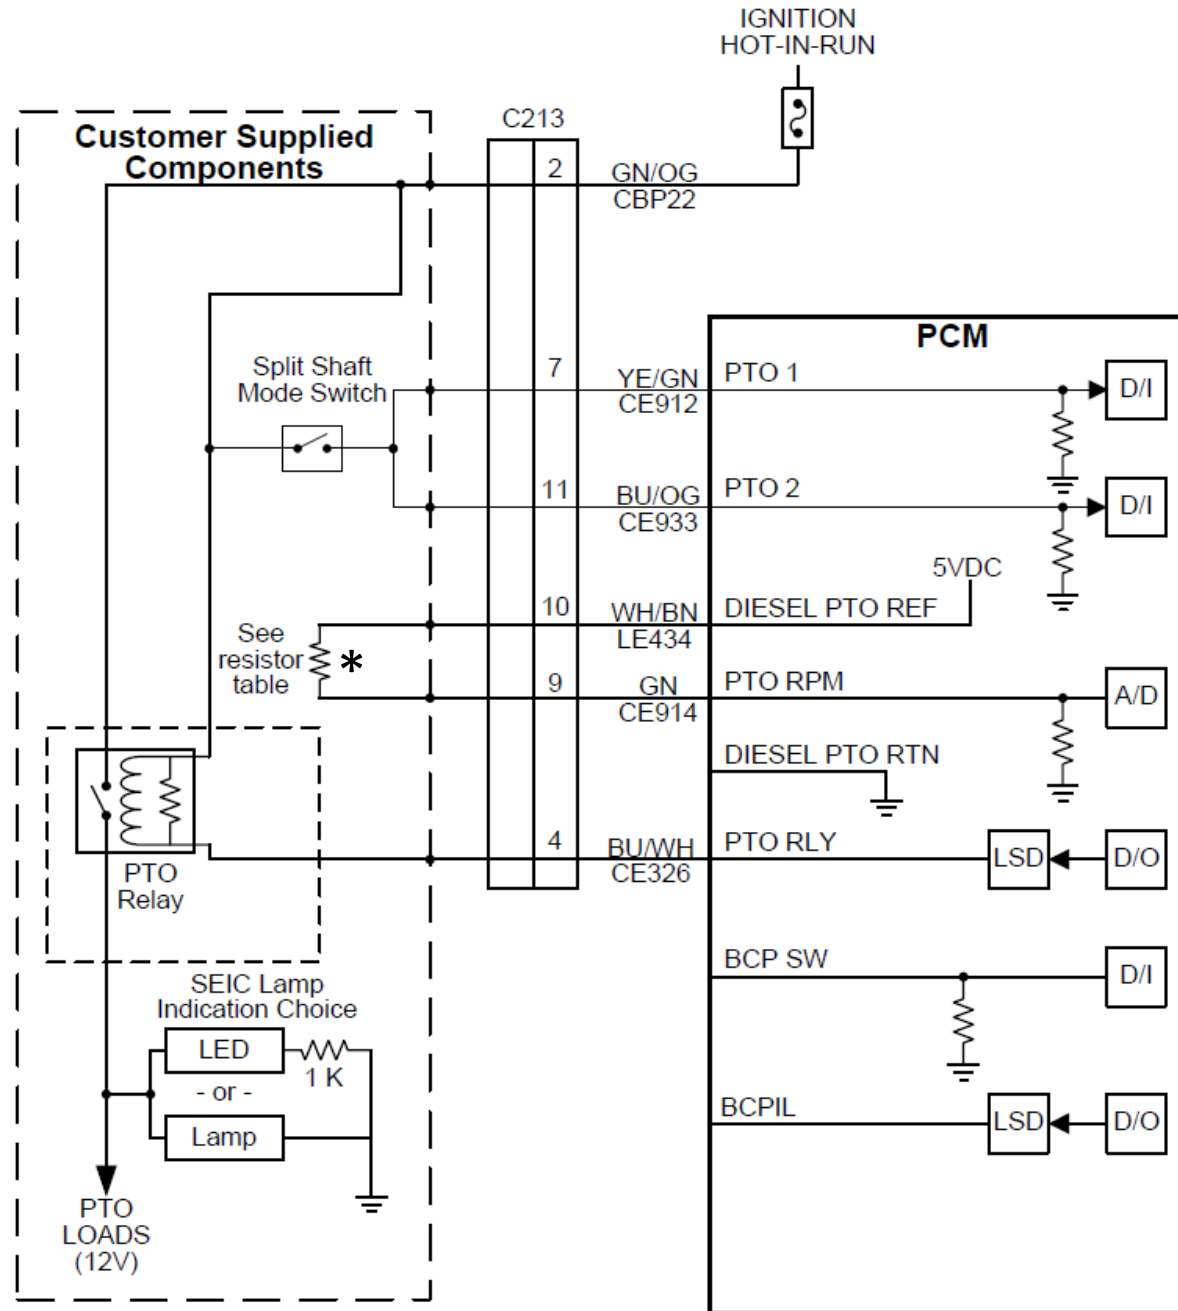 IGNITION
HOT-IN-RUN
Customer Supplied
Components
C213
2
GN/OG
CBP22
PCM
Split Shaft
Mode Switch
7
YE/GN
CE912
PTO 1
D/I
11
BU/OG
CE933
PTO 2
D/I
5VDC
10
WH/BN
LE434
DIESEL PTO REF
See
resistor
table
*
9
GN
CE914
PTO RPM
A/D
DIESEL PTO RTN
4
BU/WH
CE326
PTO RLY
LSD
D/O
PTO
Relay
BCP SW
D/I
SEIC Lamp
Indication Choice
LED
1 K
- or -
Lamp
BCPIL
LSD
D/O
PTO
LOADS
(12V)